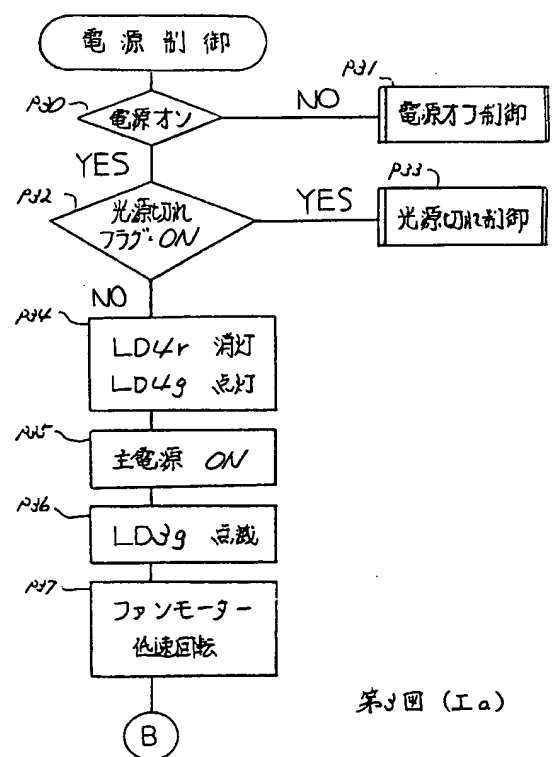 電源制御
P30
電源オン
NO
P31
電源オフ制御
YES
P32
光源切れ
フラグ:ON
YES
P33
光源切れ制御
NO
P34
LD4r 消灯
LD4g 点灯
P35
主電源 ON
P36
LD3g 点滅
P37
ファンモーター
低速回転
B
第3図 (Ia)